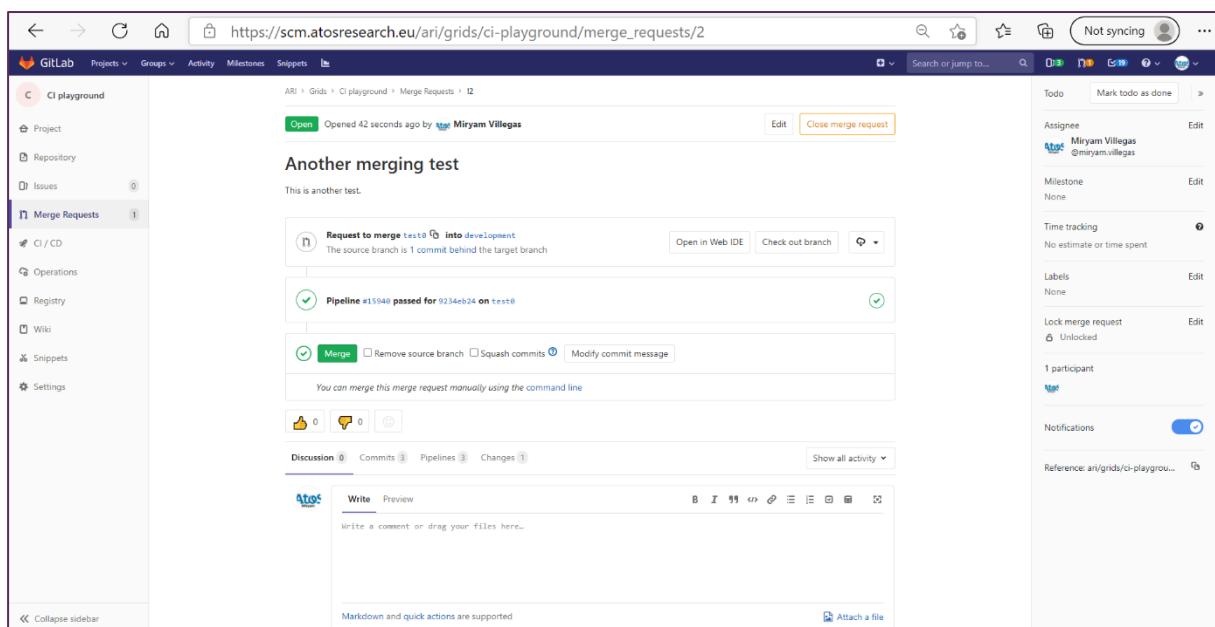 https://scm.atosresearch.eu/ari/grids/ci-playground/merge_requests/2
Not syncing
GitLab Projects Groups Activity Milestones Snippets Search or jump to... 3 1 19
C CI playground
Project
Repository
Issues 0
Merge Requests 1
CI / CD
Operations
Registry
Wiki
Snippets
Settings
Collapse sidebar
ARI › Grids › CI playground › Merge Requests › !2
Open Opened 42 seconds ago by Miryam Villegas Edit Close merge request
Another merging test
This is another test.
Request to merge test0 into development
The source branch is 1 commit behind the target branch
Open in Web IDE Check out branch
Pipeline #15940 passed for 9234eb24 on test0
Merge Remove source branch Squash commits Modify commit message
You can merge this merge request manually using the command line
0 0
Discussion 0 Commits 3 Pipelines 3 Changes 1 Show all activity
Atos
Write Preview B I
Write a comment or drag your files here…
Markdown and quick actions are supported Attach a file
Todo Mark todo as done »
Assignee Edit
Atos Miryam Villegas
@miryam.villegas
Milestone Edit
None
Time tracking
No estimate or time spent
Labels Edit
None
Lock merge request Edit
Unlocked
1 participant
Atos
Notifications
Reference: ari/grids/ci-playgrou...